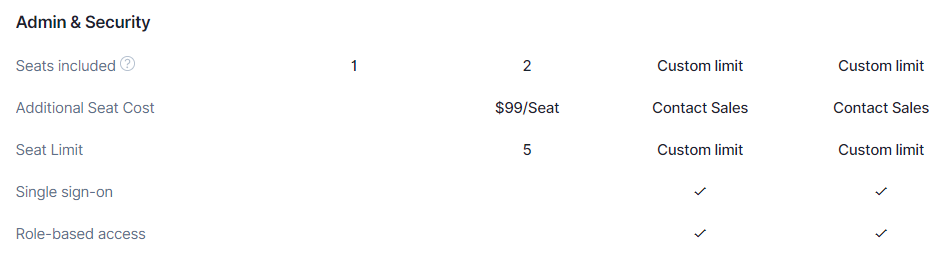 Admin & Security
Seats included ? 1 2 Custom limit Custom limit
Additional Seat Cost $99/Seat Contact Sales Contact Sales
Seat Limit 5 Custom limit Custom limit
Single sign-on ✓ ✓
Role-based access ✓ ✓